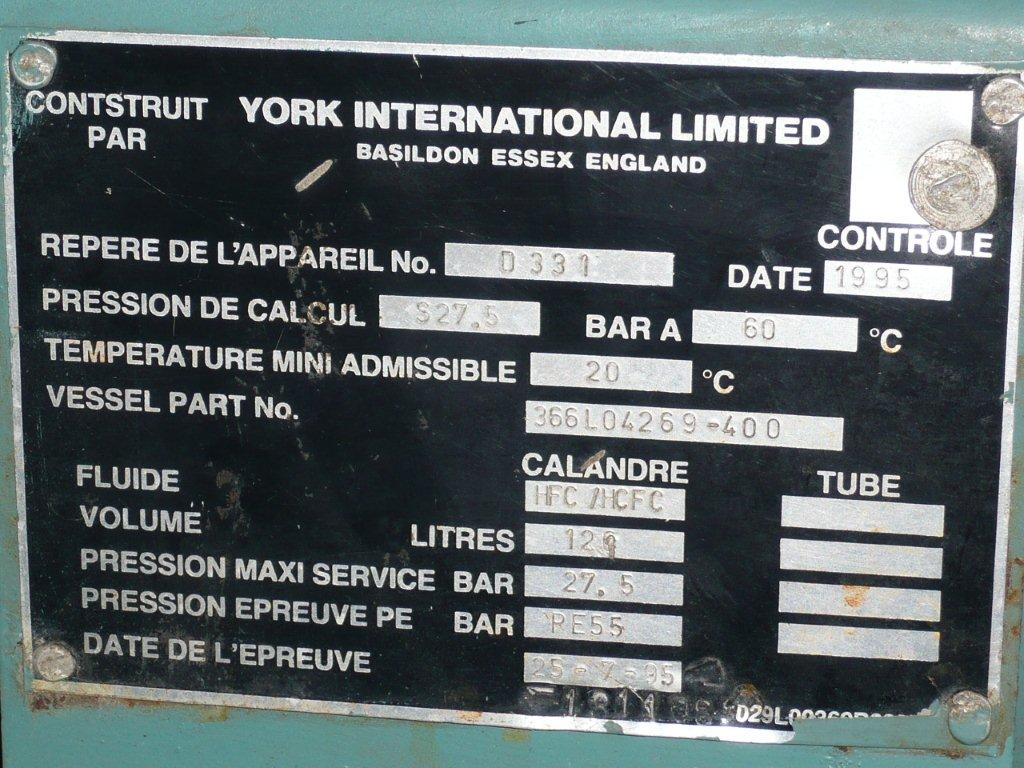 CONTSTRUIT PAR YORK INTERNATIONAL LIMITED
BASILDON ESSEX ENGLAND
CONTROLE
REPERE DE L'APPAREIL No. D331 DATE 1995
PRESSION DE CALCUL S27.5 BAR A 60 °C
TEMPERATURE MINI ADMISSIBLE 20 °C
VESSEL PART No. 366L04269-400
CALANDRE TUBE
FLUIDE HFC/HCFC
VOLUME LITRES
PRESSION MAXI SERVICE BAR 27.5
PRESSION EPREUVE PE BAR PE55
DATE DE L'EPREUVE 25-7-95